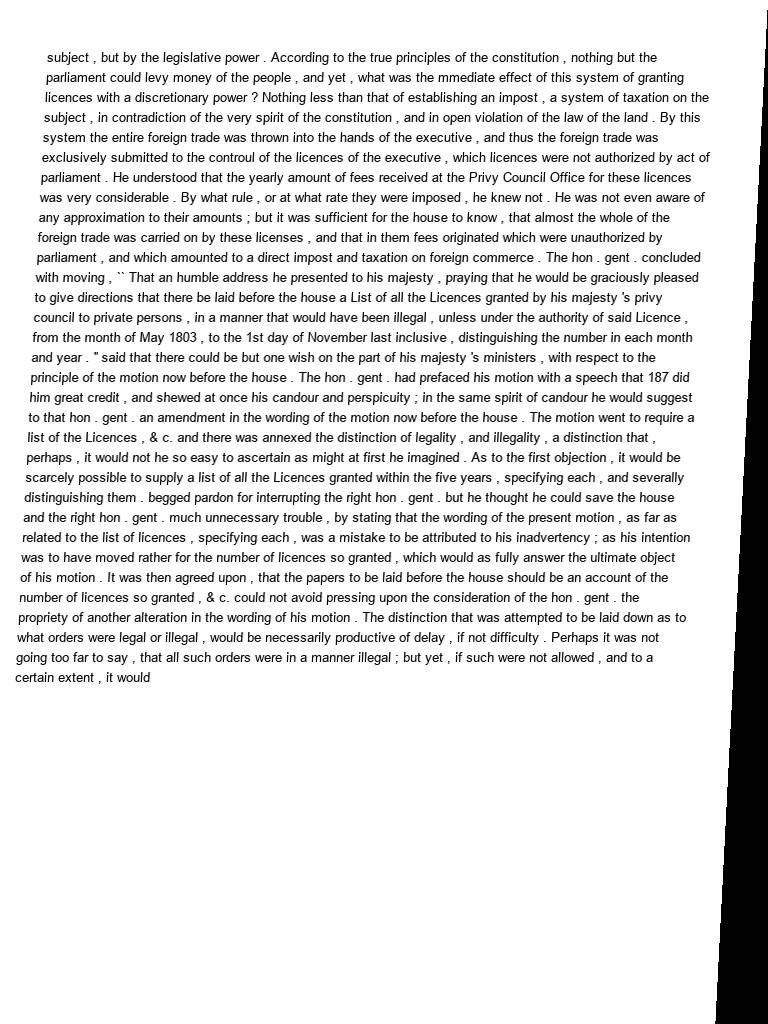 subject , but by the legislative power . According to the true principles of the constitution , nothing but the
parliament could levy money of the people , and yet , what was the mmediate effect of this system of granting
licences with a discretionary power ? Nothing less than that of establishing an impost , a system of taxation on the
subject , in contradiction of the very spirit of the constitution , and in open violation of the law of the land . By this
system the entire foreign trade was thrown into the hands of the executive , and thus the foreign trade was
exclusively submitted to the controul of the licences of the executive , which licences were not authorized by act of
parliament . He understood that the yearly amount of fees received at the Privy Council Office for these licences
was very considerable . By what rule , or at what rate they were imposed , he knew not . He was not even aware of
any approximation to their amounts ; but it was sufficient for the house to know , that almost the whole of the
foreign trade was carried on by these licenses , and that in them fees originated which were unauthorized by
parliament , and which amounted to a direct impost and taxation on foreign commerce . The hon . gent . concluded
with moving , `` That an humble address he presented to his majesty , praying that he would be graciously pleased
to give directions that there be laid before the house a List of all the Licences granted by his majesty 's privy
council to private persons , in a manner that would have been illegal , unless under the authority of said Licence ,
from the month of May 1803 , to the 1st day of November last inclusive , distinguishing the number in each month
and year . " said that there could be but one wish on the part of his majesty 's ministers , with respect to the
principle of the motion now before the house . The hon . gent . had prefaced his motion with a speech that 187 did
him great credit , and shewed at once his candour and perspicuity ; in the same spirit of candour he would suggest
to that hon . gent . an amendment in the wording of the motion now before the house . The motion went to require a
list of the Licences , & c. and there was annexed the distinction of legality , and illegality , a distinction that ,
perhaps , it would not he so easy to ascertain as might at first he imagined . As to the first objection , it would be
scarcely possible to supply a list of all the Licences granted within the five years , specifying each , and severally
distinguishing them . begged pardon for interrupting the right hon . gent . but he thought he could save the house
and the right hon . gent . much unnecessary trouble , by stating that the wording of the present motion , as far as
related to the list of licences , specifying each , was a mistake to be attributed to his inadvertency ; as his intention
was to have moved rather for the number of licences so granted , which would as fully answer the ultimate object
of his motion . It was then agreed upon , that the papers to be laid before the house should be an account of the
number of licences so granted , & c. could not avoid pressing upon the consideration of the hon . gent . the
propriety of another alteration in the wording of his motion . The distinction that was attempted to be laid down as to
what orders were legal or illegal , would be necessarily productive of delay , if not difficulty . Perhaps it was not
going too far to say , that all such orders were in a manner illegal ; but yet , if such were not allowed , and to a
certain extent , it would